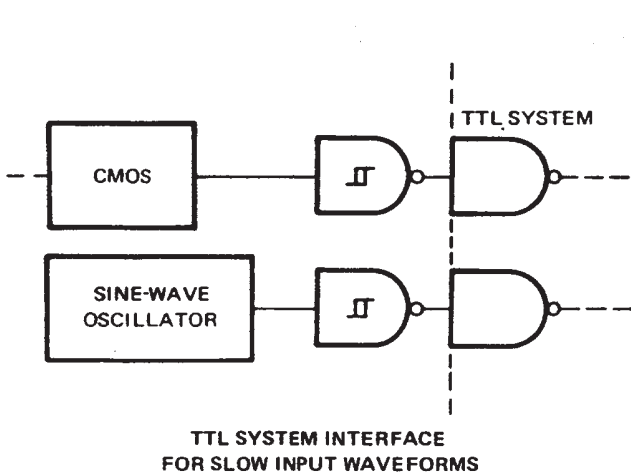 TTL SYSTEM
CMOS
SINE-WAVE
OSCILLATOR
TTL SYSTEM INTERFACE
FOR SLOW INPUT WAVEFORMS